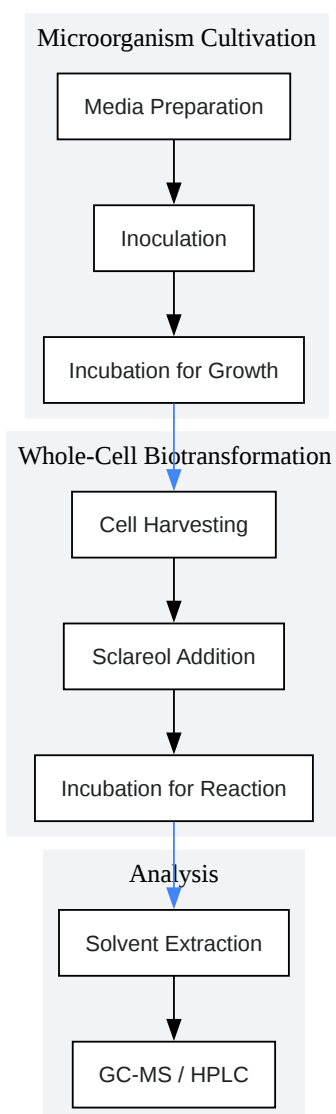 Microorganism Cultivation
Media Preparation
Inoculation
Incubation for Growth
Whole-Cell Biotransformation
Cell Harvesting
Sclareol Addition
Incubation for Reaction
Analysis
Solvent Extraction
GC-MS / HPLC